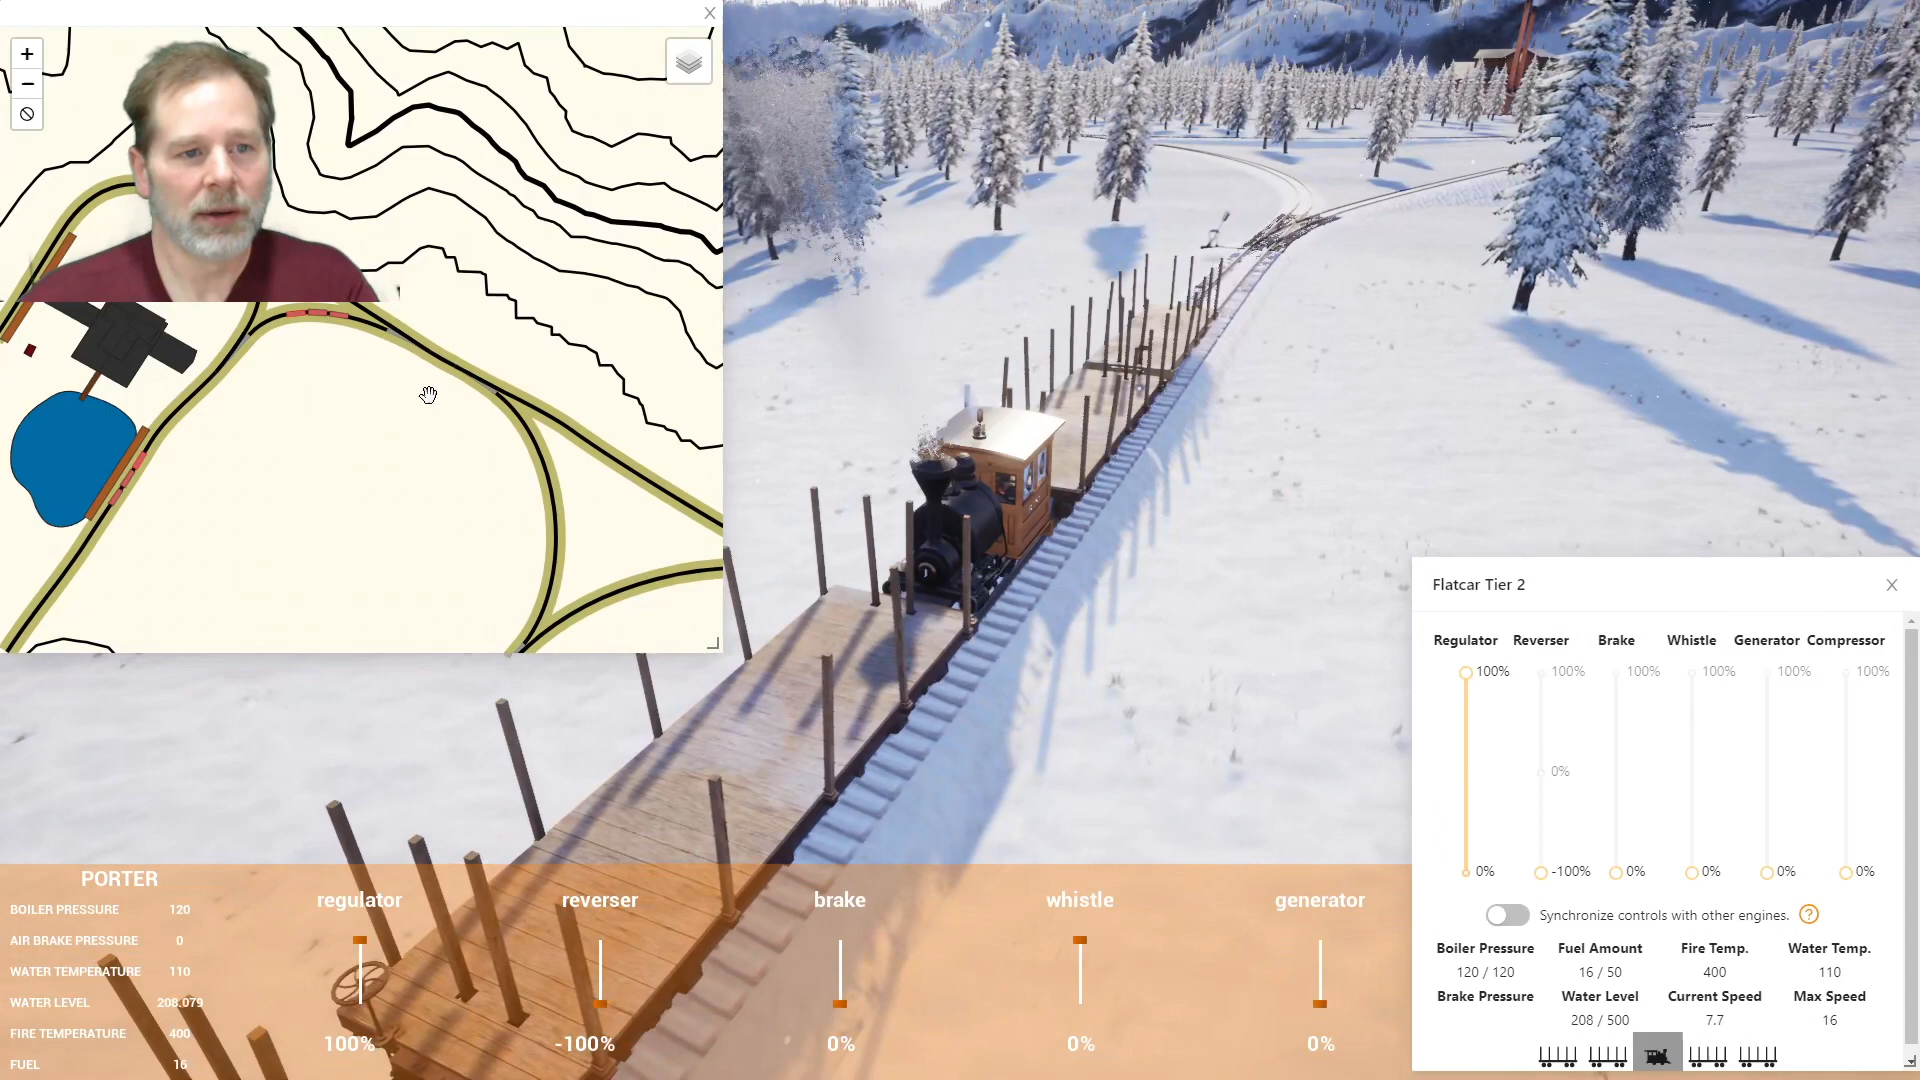 +
−
X
Flatcar Tier 2
X
Regulator Reverser Brake Whistle Generator Compressor
100% 100% 100% 100% 100% 100%
0%
0% -100% 0% 0% 0% 0%
Synchronize controls with other engines. ?
Boiler Pressure Fuel Amount Fire Temp. Water Temp.
120 / 120 16 / 50 400 110
Brake Pressure Water Level Current Speed Max Speed
208 / 500 7.7 16
PORTER
BOILER PRESSURE 120
AIR BRAKE PRESSURE 0
WATER TEMPERATURE 110
WATER LEVEL 208.079
FIRE TEMPERATURE 400
FUEL 16
regulator reverser brake whistle generator
100% -100% 0% 0% 0%